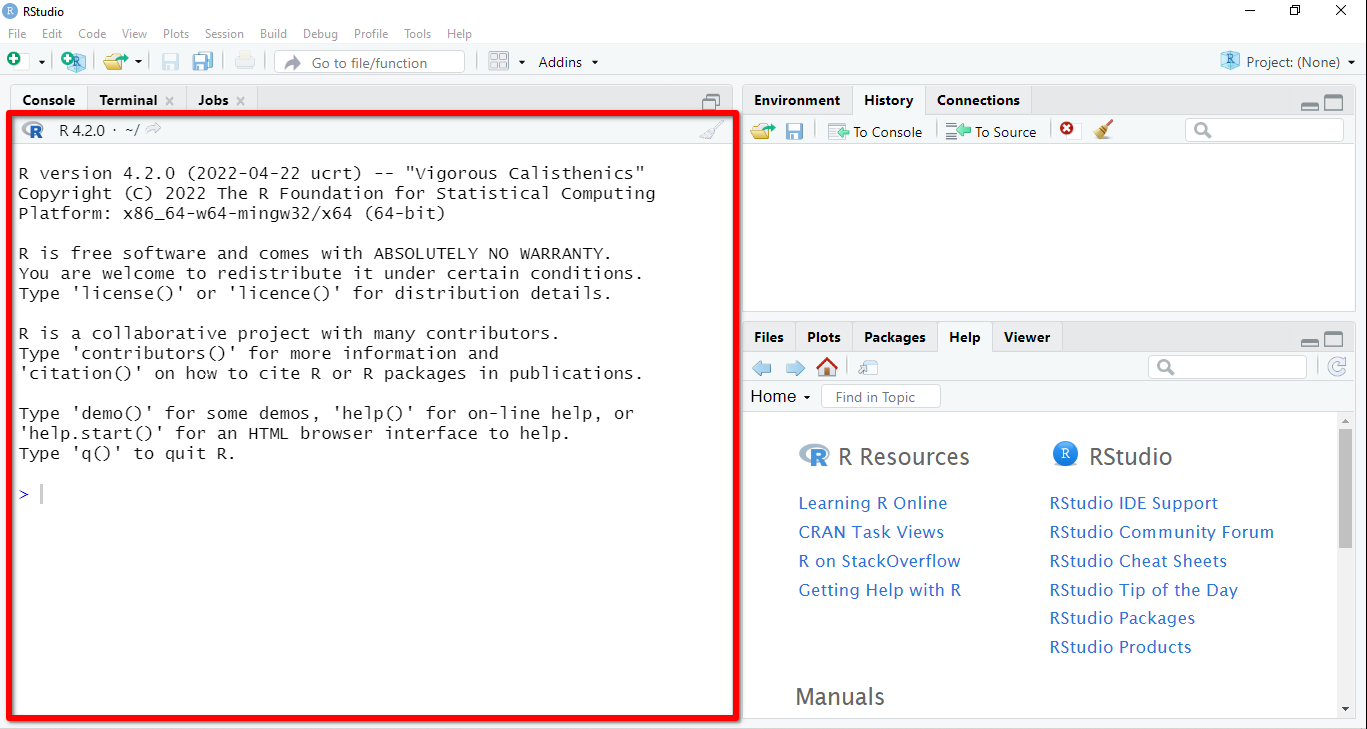 RStudio
File Edit Code View Plots Session Build Debug Profile Tools Help
Go to file/function Addins Project: (None)
Console Terminal Jobs
R 4.2.0 · ~/
R version 4.2.0 (2022-04-22 ucrt) -- "Vigorous Calisthenics"
Copyright (C) 2022 The R Foundation for Statistical Computing
Platform: x86_64-w64-mingw32/x64 (64-bit)
R is free software and comes with ABSOLUTELY NO WARRANTY.
You are welcome to redistribute it under certain conditions.
Type 'license()' or 'licence()' for distribution details.
R is a collaborative project with many contributors.
Type 'contributors()' for more information and
'citation()' on how to cite R or R packages in publications.
Type 'demo()' for some demos, 'help()' for on-line help, or
'help.start()' for an HTML browser interface to help.
Type 'q()' to quit R.
>
Environment History Connections
To Console To Source
Files Plots Packages Help Viewer
Home Find in Topic
R Resources
Learning R Online
CRAN Task Views
R on StackOverflow
Getting Help with R
RStudio
RStudio IDE Support
RStudio Community Forum
RStudio Cheat Sheets
RStudio Tip of the Day
RStudio Packages
RStudio Products
Manuals